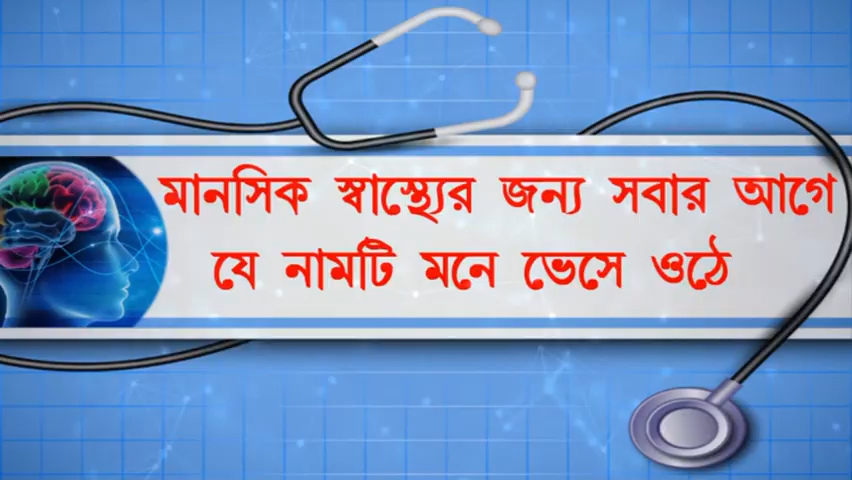 মানসিক স্বাস্থ্যের জন্য সবার আগে
যে নামটি মনে ভেসে ওঠে